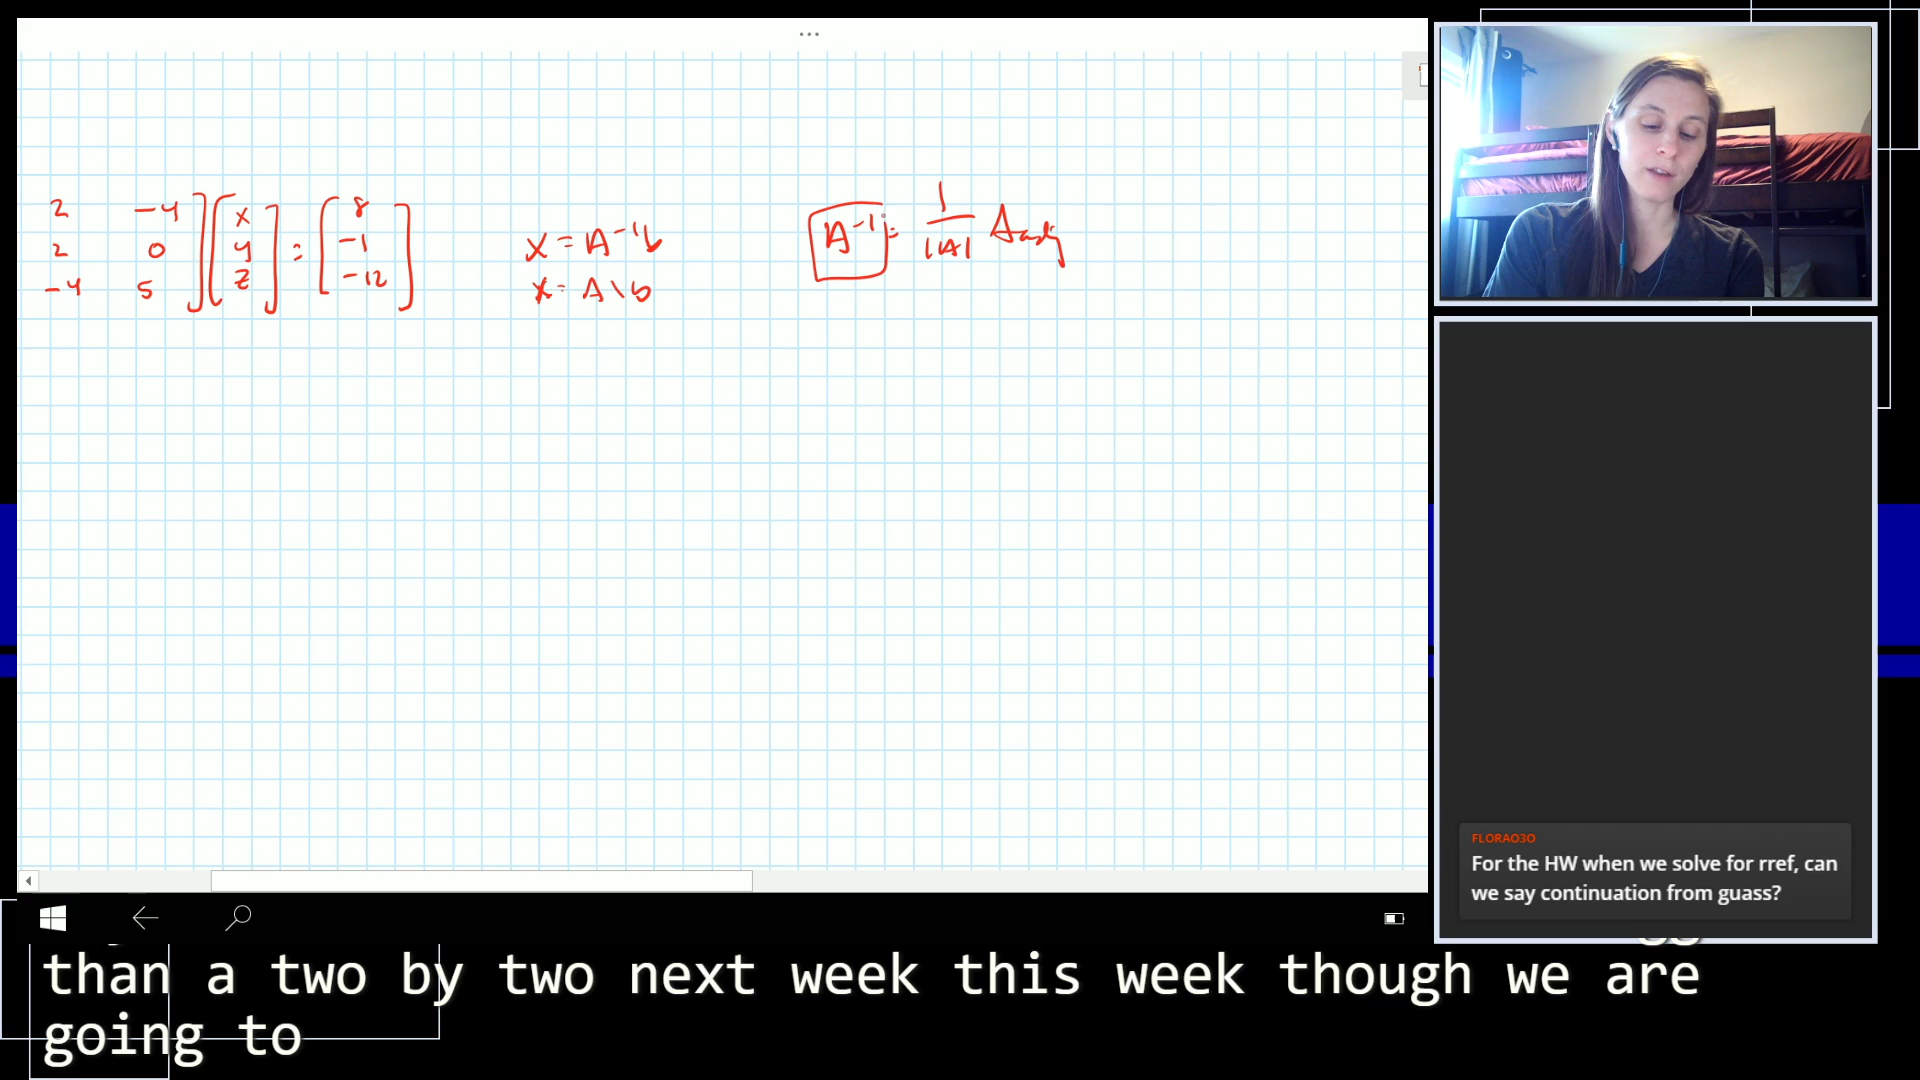 2 -4
2 0
-4 5
x
y
z
=
8
-1
-12
x = A⁻¹b
x = A\b
A⁻¹ = 1/|A| Aadj
FLORAO3O
For the HW when we solve for rref, can
we say continuation from guass?
than a two by two next week this week though we are
going to